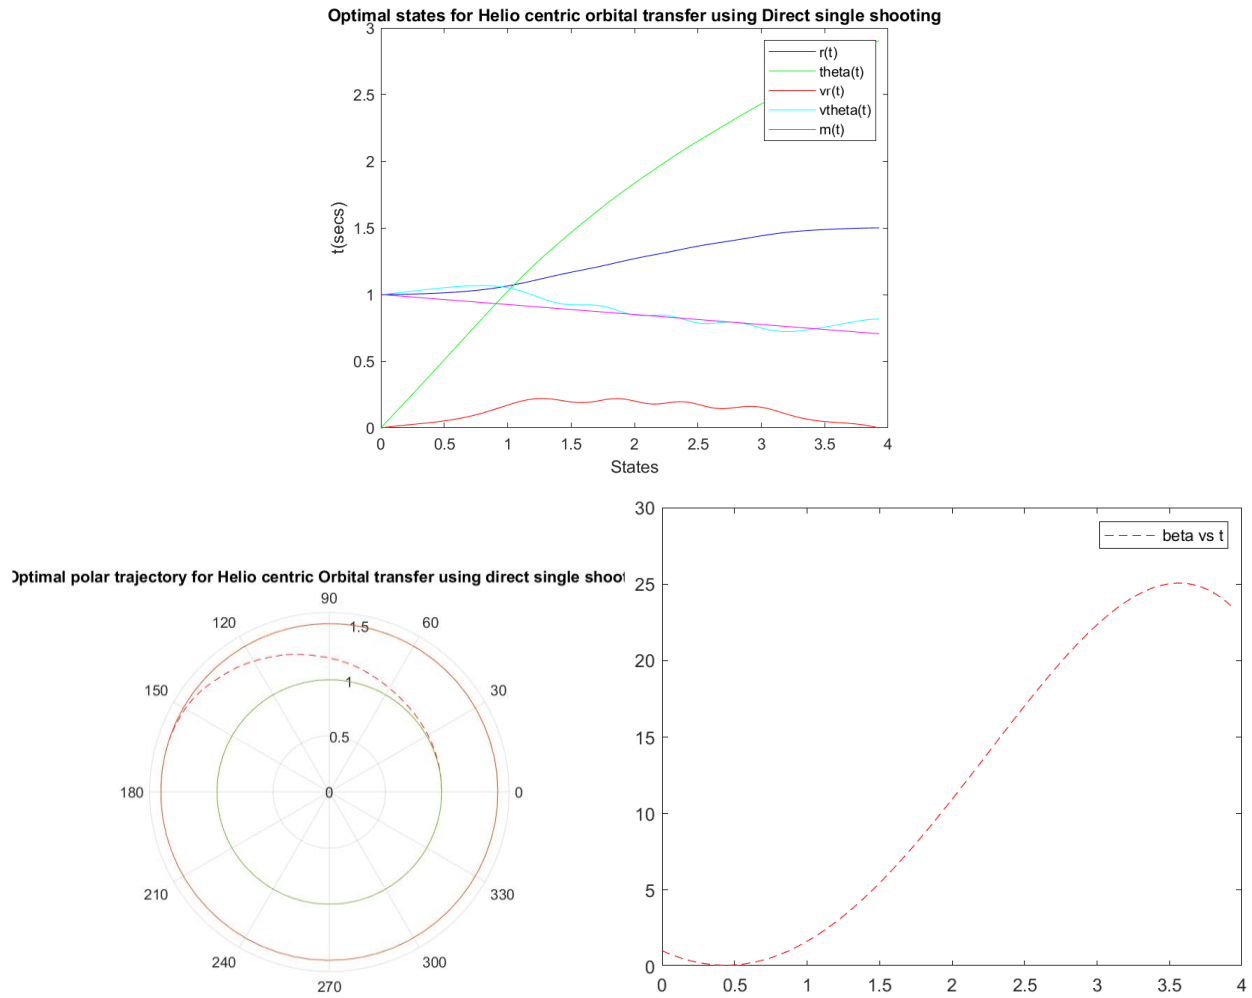 Optimal states for Helio centric orbital transfer using Direct single shooting
3
2.5
2
1.5
1
0.5
0
t(secs)
r(t)
theta(t)
vr(t)
vtheta(t)
m(t)
0 0.5 1 1.5 2 2.5 3 3.5 4
States
Optimal polar trajectory for Helio centric Orbital transfer using direct single shoot
90
120 60
1.5
150 30
1
0.5
180 0 0
210 330
240 300
270
30
25
20
15
10
5
0
beta vs t
0 0.5 1 1.5 2 2.5 3 3.5 4